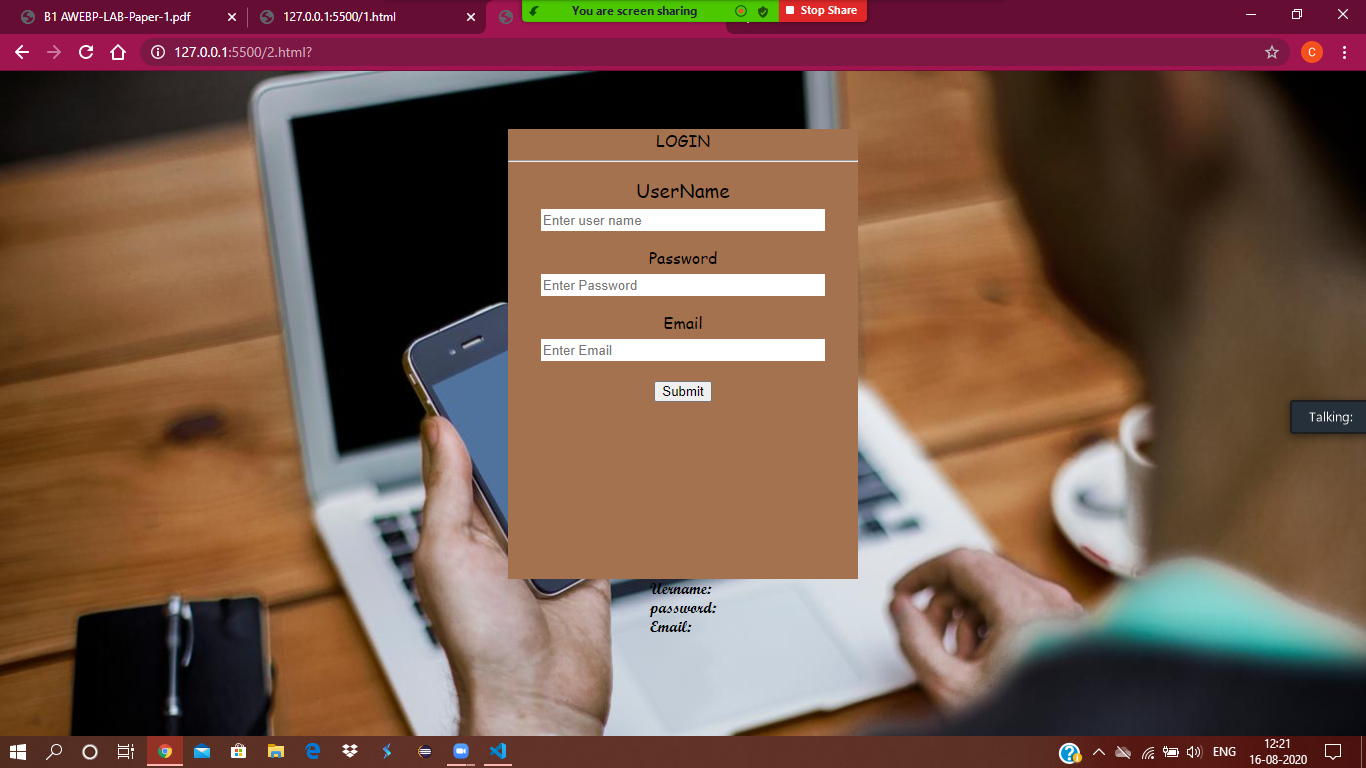 B1 AWEBP-LAB-Paper-1.pdf
127.0.0.1:5500/1.html
You are screen sharing
Stop Share
127.0.0.1:5500/2.html?
C
LOGIN
UserName
Enter user name
Password
Enter Password
Email
Enter Email
Submit
Talking:
Uername:
password:
Email:
ENG
12:21
16-08-2020